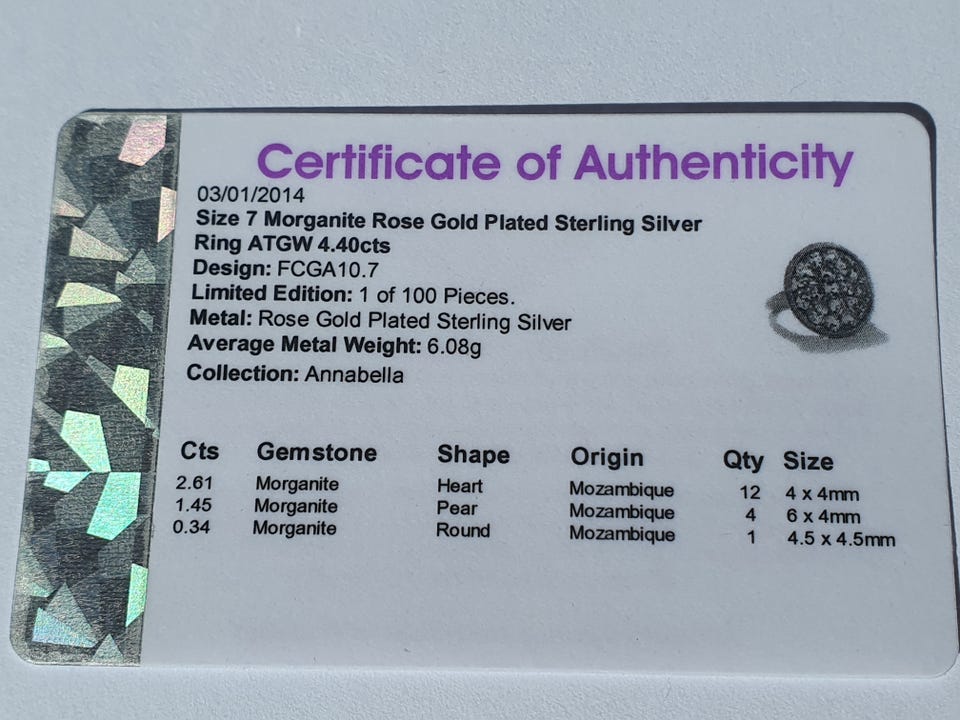 Certificate of Authenticity
03/01/2014
Size 7 Morganite Rose Gold Plated Sterling Silver
Ring ATGW 4.40cts
Design: FCGA10.7
Limited Edition: 1 of 100 Pieces.
Metal: Rose Gold Plated Sterling Silver
Average Metal Weight: 6.08g
Collection: Annabella
Cts Gemstone Shape Origin Qty Size
2.61 Morganite Heart Mozambique 12 4 x 4mm
1.45 Morganite Pear Mozambique 4 6 x 4mm
0.34 Morganite Round Mozambique 1 4.5 x 4.5mm